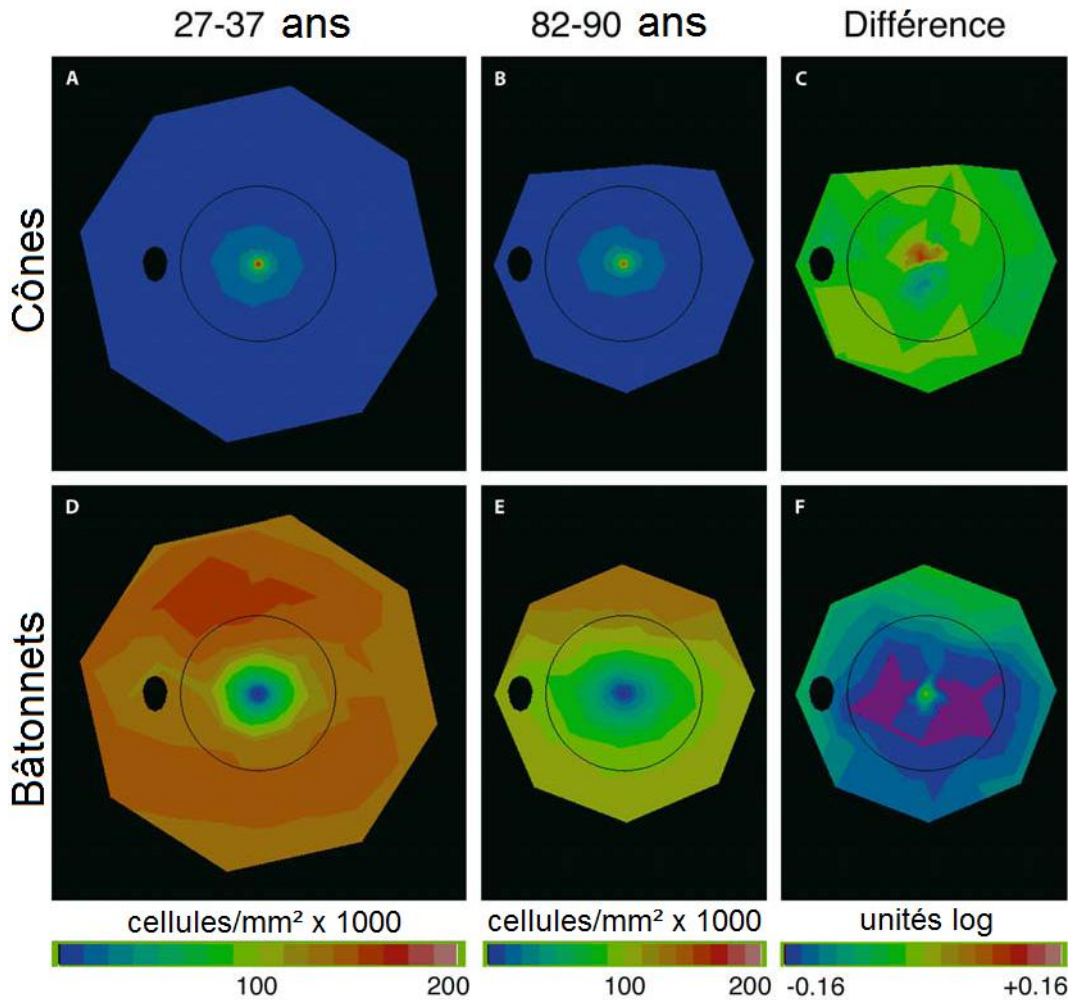 27-37 ans
82-90 ans
Différence
A
B
C
Cônes
D
E
F
Bâtonnets
cellules/mm² x 1000
cellules/mm² x 1000
unités log
100
200
100
200
-0.16
+0.16